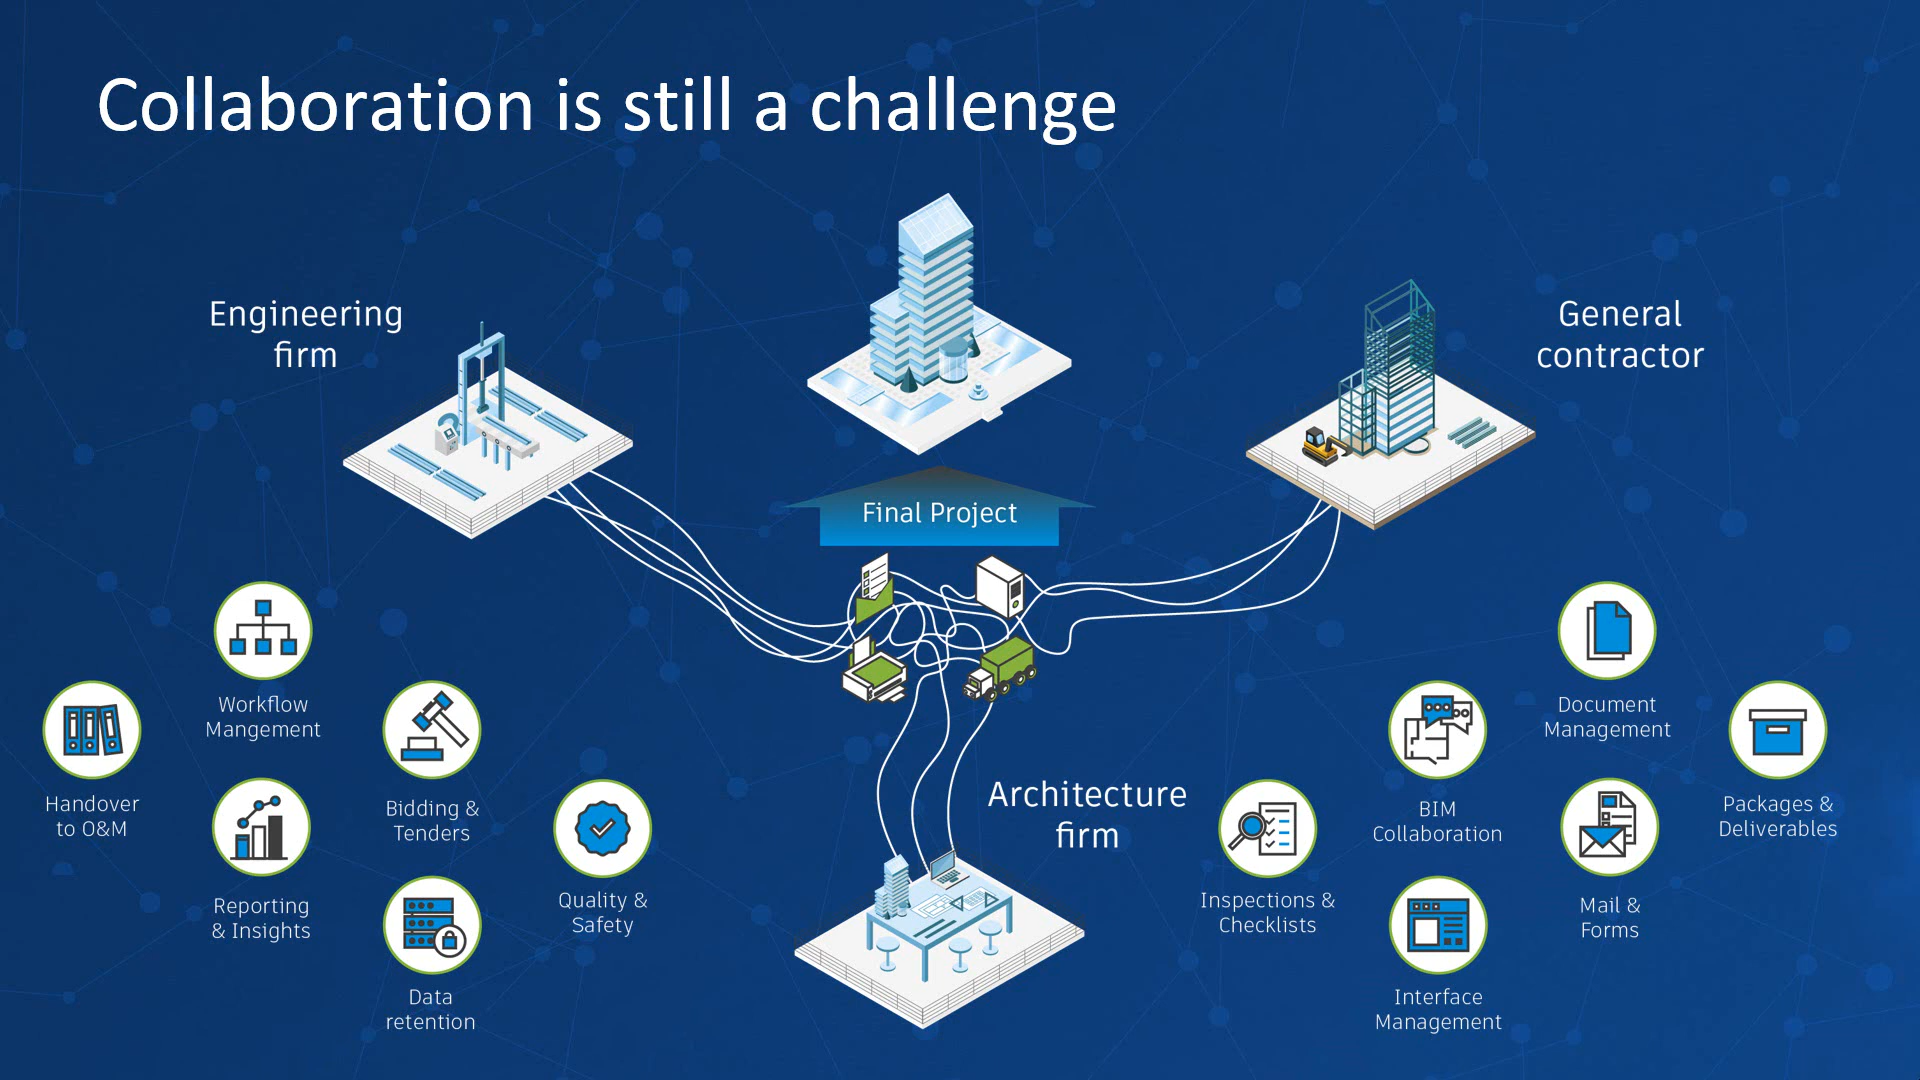 Collaboration is still a challenge
Engineering
firm
General
contractor
Final Project
Workflow
Mangement
Handover
to O&M
Bidding &
Tenders
Reporting
& Insights
Quality &
Safety
Data
retention
Architecture
firm
Document
Management
BIM
Collaboration
Packages &
Deliverables
Inspections &
Checklists
Mail &
Forms
Interface
Management